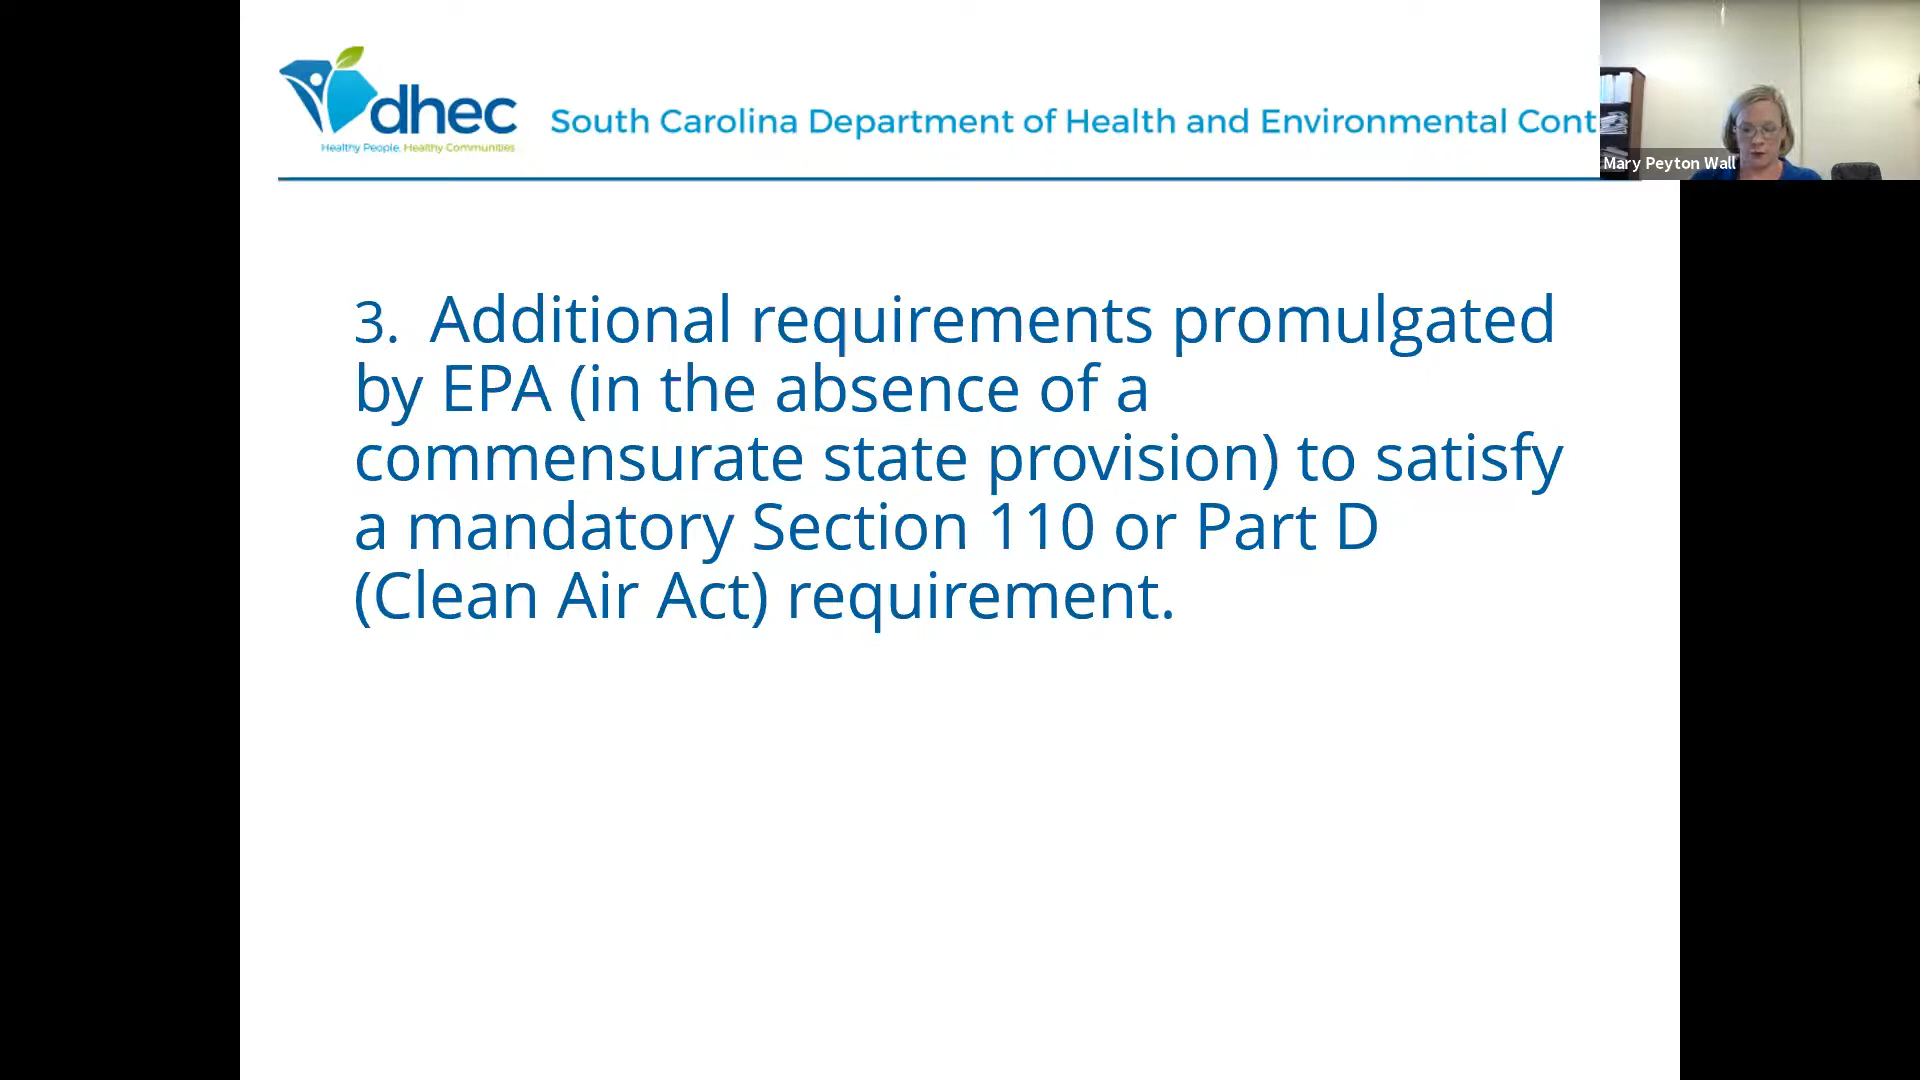 dhec
Healthy People. Healthy Communities
South Carolina Department of Health and Environmental Cont
Mary Peyton Wall
3. Additional requirements promulgated
by EPA (in the absence of a
commensurate state provision) to satisfy
a mandatory Section 110 or Part D
(Clean Air Act) requirement.